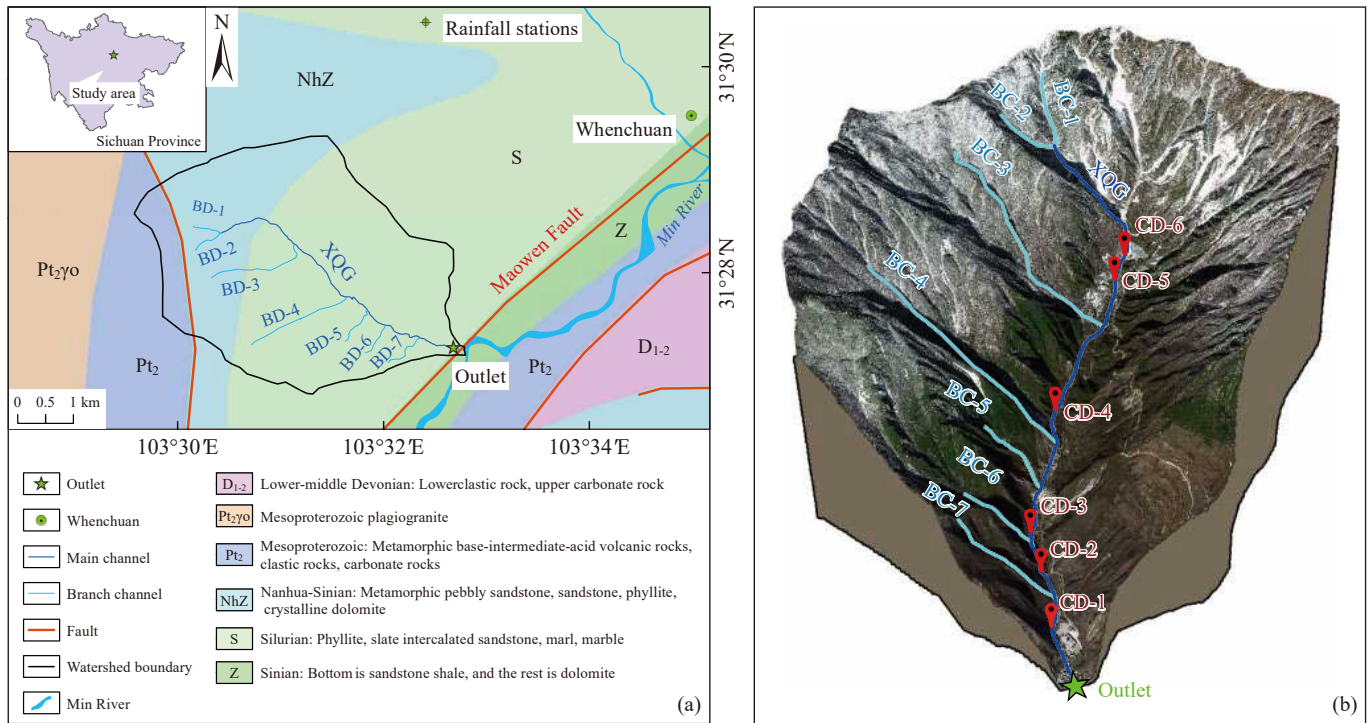 (a)
N
Rainfall stations
NhZ
Whenchuan
S
Study area
Sichuan Province
31°30′N
31°28′N
BD-1
BD-2
BD-3
BD-4
BD-5
BD-6
BD-7
XQG
Maowen Fault
Min River
Z
Pt₂γo
Pt₂
Pt₂
D₁₋₂
Outlet
0 0.5 1 km
103°30′E
103°32′E
103°34′E
Outlet
Whenchuan
Main channel
Branch channel
Fault
Watershed boundary
Min River
D₁₋₂ Lower-middle Devonian: Lowerclastic rock, upper carbonate rock
Pt₂γo Mesoproterozoic plagiogranite
Pt₂ Mesoproterozoic: Metamorphic base-intermediate-acid volcanic rocks,
clastic rocks, carbonate rocks
NhZ Nanhua-Sinian: Metamorphic pebbly sandstone, sandstone, phyllite,
crystalline dolomite
S Silurian: Phyllite, slate intercalated sandstone, marl, marble
Z Sinian: Bottom is sandstone shale, and the rest is dolomite
(a)
BC-1
BC-2
BC-3
XQG
CD-6
CD-5
BC-4
CD-4
BC-5
BC-6
BC-7
CD-3
CD-2
CD-1
Outlet
(b)